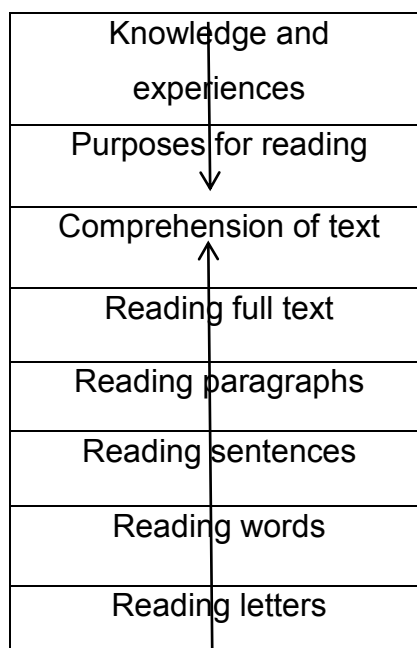 Knowledge and
experiences
Purposes for reading
Comprehension of text
Reading full text
Reading paragraphs
Reading sentences
Reading words
Reading letters